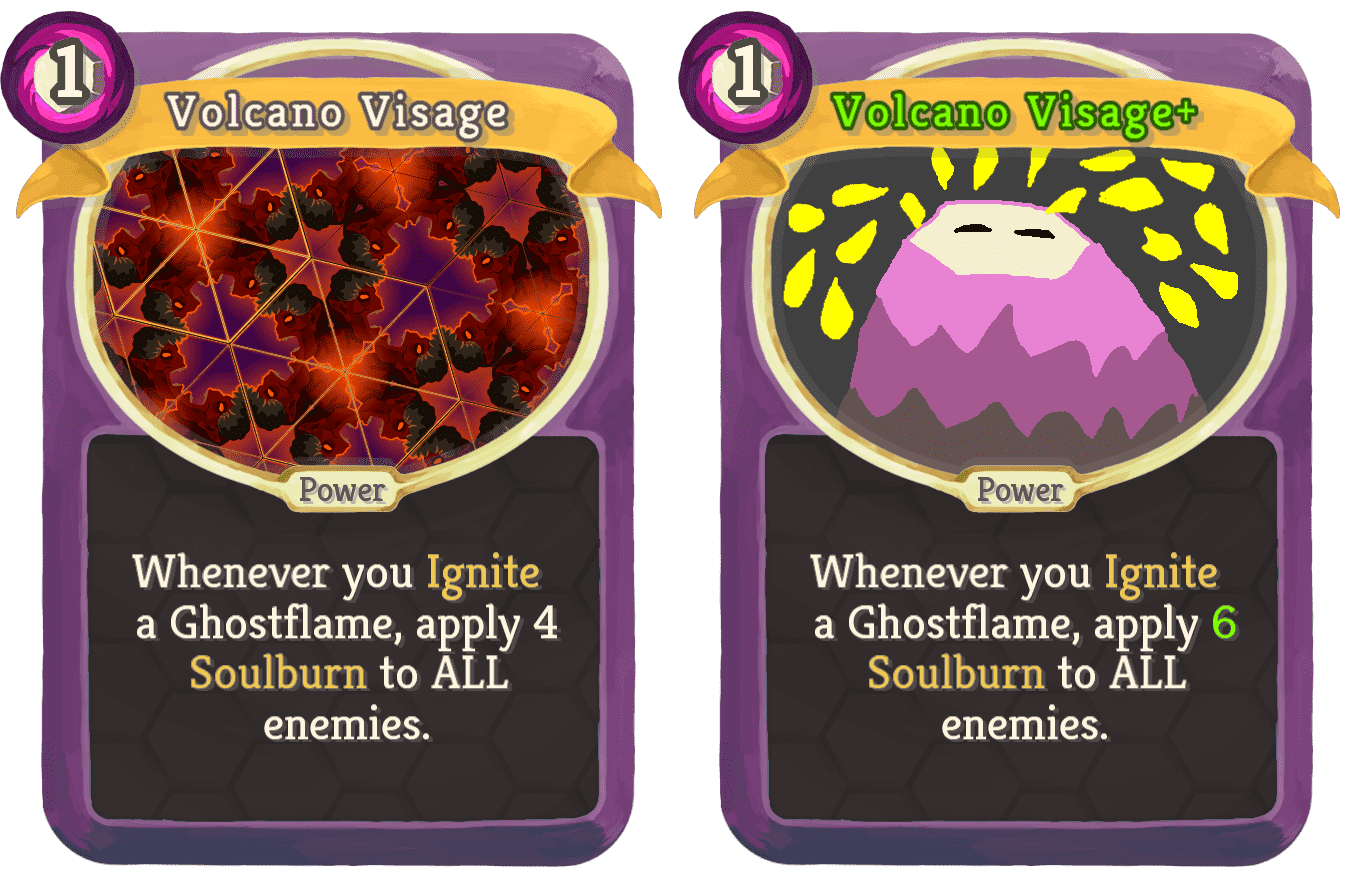 1
Volcano Visage
Power
Whenever you Ignite
a Ghostflame, apply 4
Soulburn to ALL
enemies.
1
Volcano Visage+
Power
Whenever you Ignite
a Ghostflame, apply 6
Soulburn to ALL
enemies.